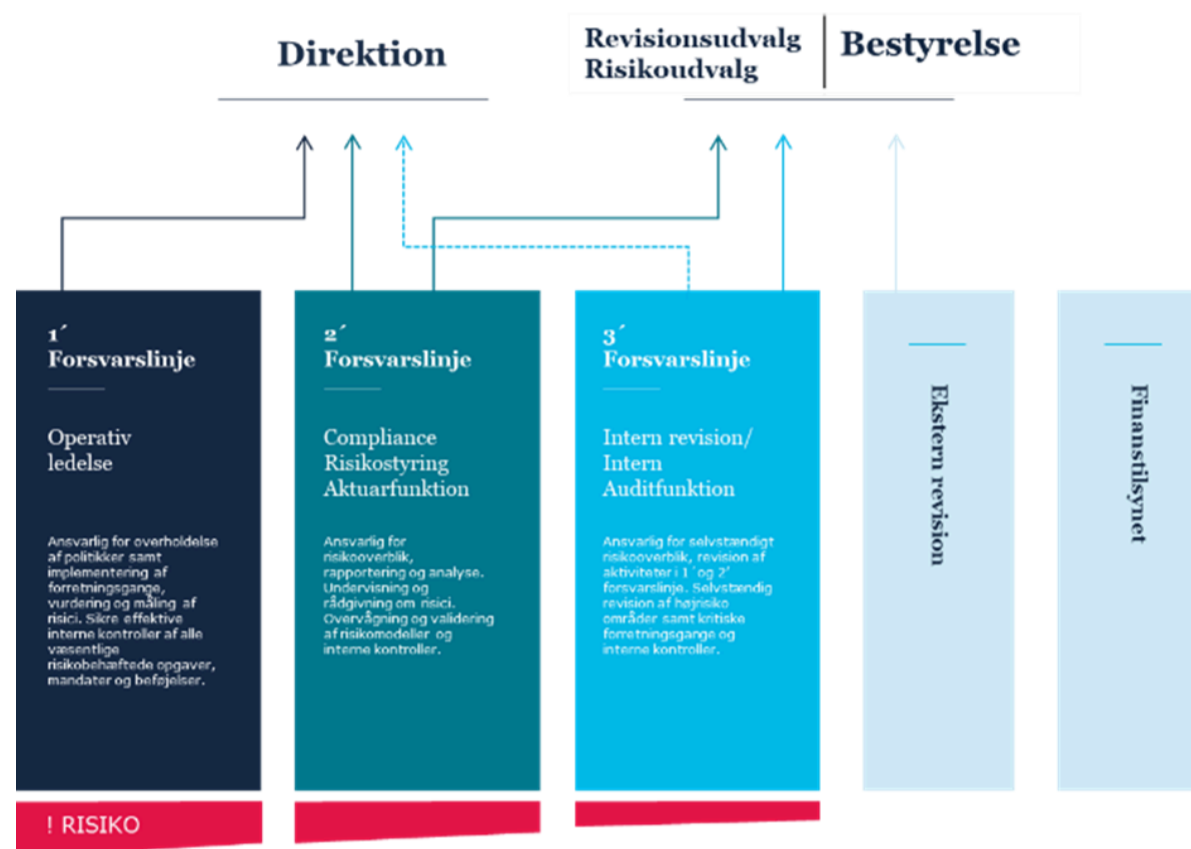 Direktion
Revisionsudvalg
Risikoudvalg
Bestyrelse
1´
Forsvarslinje
Operativ
ledelse
Ansvarlig for overholdelse
af politikker samt
implementering af
forretningsgange,
vurdering og måling af
risici. Sikre effektive
interne kontroller af alle
væsentlige
risikobehæftede opgaver,
mandater og beføjelser.
2´
Forsvarslinje
Compliance
Risikostyring
Aktuarfunktion
Ansvarlig for
risikooverblik,
rapportering og analyse.
Undervisning og
rådgivning om risici.
Overvågning og validering
af risikomodeller og
interne kontroller.
3´
Forsvarslinje
Intern revision/
Intern
Auditfunktion
Ansvarlig for selvstændigt
risikooverblik, revision af
aktiviteter i 1´og 2’
forsvarslinje. Selvstændig
revision af højrisiko
områder samt kritiske
forretningsgange og
interne kontroller.
Ekstern revision
Finanstilsynet
! RISIKO